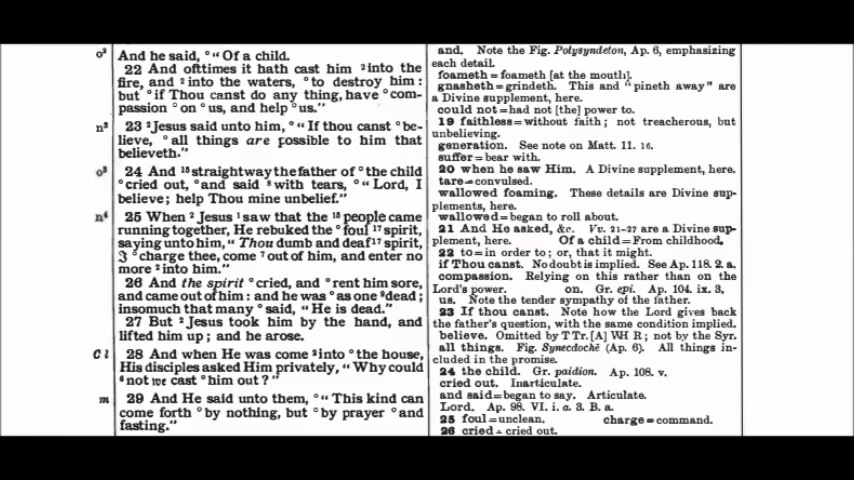 o² And he said, °"Of a child.
22 And ofttimes it hath cast him ²into the
fire, and ²into the waters, °to destroy him:
but °if Thou canst do any thing, have °com-
passion °on °us, and help °us."
n³ 23 ²Jesus said unto him, °"If thou canst °be-
lieve, °all things are possible to him that
believeth."
o³ 24 And ¹⁵straightway the father of °the child
°cried out, °and said ⁸with tears, °"Lord, I
believe; help Thou mine unbelief."
n⁴ 25 When ²Jesus ¹saw that the ¹⁵people came
running together, He rebuked the °foul ¹⁷spirit,
saying unto him, "Thou dumb and deaf ¹⁷spirit,
3 °charge thee, come ⁷out of him, and enter no
more ²into him."
26 And the spirit °cried, and °rent him sore,
and came out of him: and he was °as one °dead;
insomuch that many °said, "He is dead."
27 But ²Jesus took him by the hand, and
lifted him up; and he arose.
C l 28 And when He was come ²into °the house,
His disciples asked Him privately, "Why could
°not we cast °him out?"
m 29 And He said unto them, °"This kind can
come forth °by nothing, but °by prayer °and
fasting."
and. Note the Fig. Polysyndeton, Ap. 6, emphasizing
each detail.
foameth = foameth [at the mouth].
gnasheth = grindeth. This and "pineth away" are
a Divine supplement, here.
could not = had not [the] power to.
19 faithless = without faith; not treacherous, but
unbelieving.
generation. See note on Matt. 11. 16.
suffer = bear with.
20 when he saw Him. A Divine supplement, here.
tare = convulsed.
wallowed foaming. These details are Divine sup-
plements, here.
wallowed = began to roll about.
21 And He asked, &c. Vv. 21-27 are a Divine sup-
plement, here. Of a child = From childhood.
22 to = in order to; or, that it might.
if Thou canst. No doubt is implied. See Ap. 118. 2. a.
compassion. Relying on this rather than on the
Lord's power. on. Gr. epi. Ap. 104. ix. 3.
us. Note the tender sympathy of the father.
23 If thou canst. Note how the Lord gives back
the father's question, with the same condition implied.
believe. Omitted by T Tr. [A] WH R; not by the Syr.
all things. Fig. Synecdochē (Ap. 6). All things in-
cluded in the promise.
24 the child. Gr. paidion. Ap. 108. v.
cried out. Inarticulate.
and said = began to say. Articulate.
Lord. Ap. 98. VI. i. a. 3. B. a.
25 foul = unclean. charge = command.
26 cried = cried out.